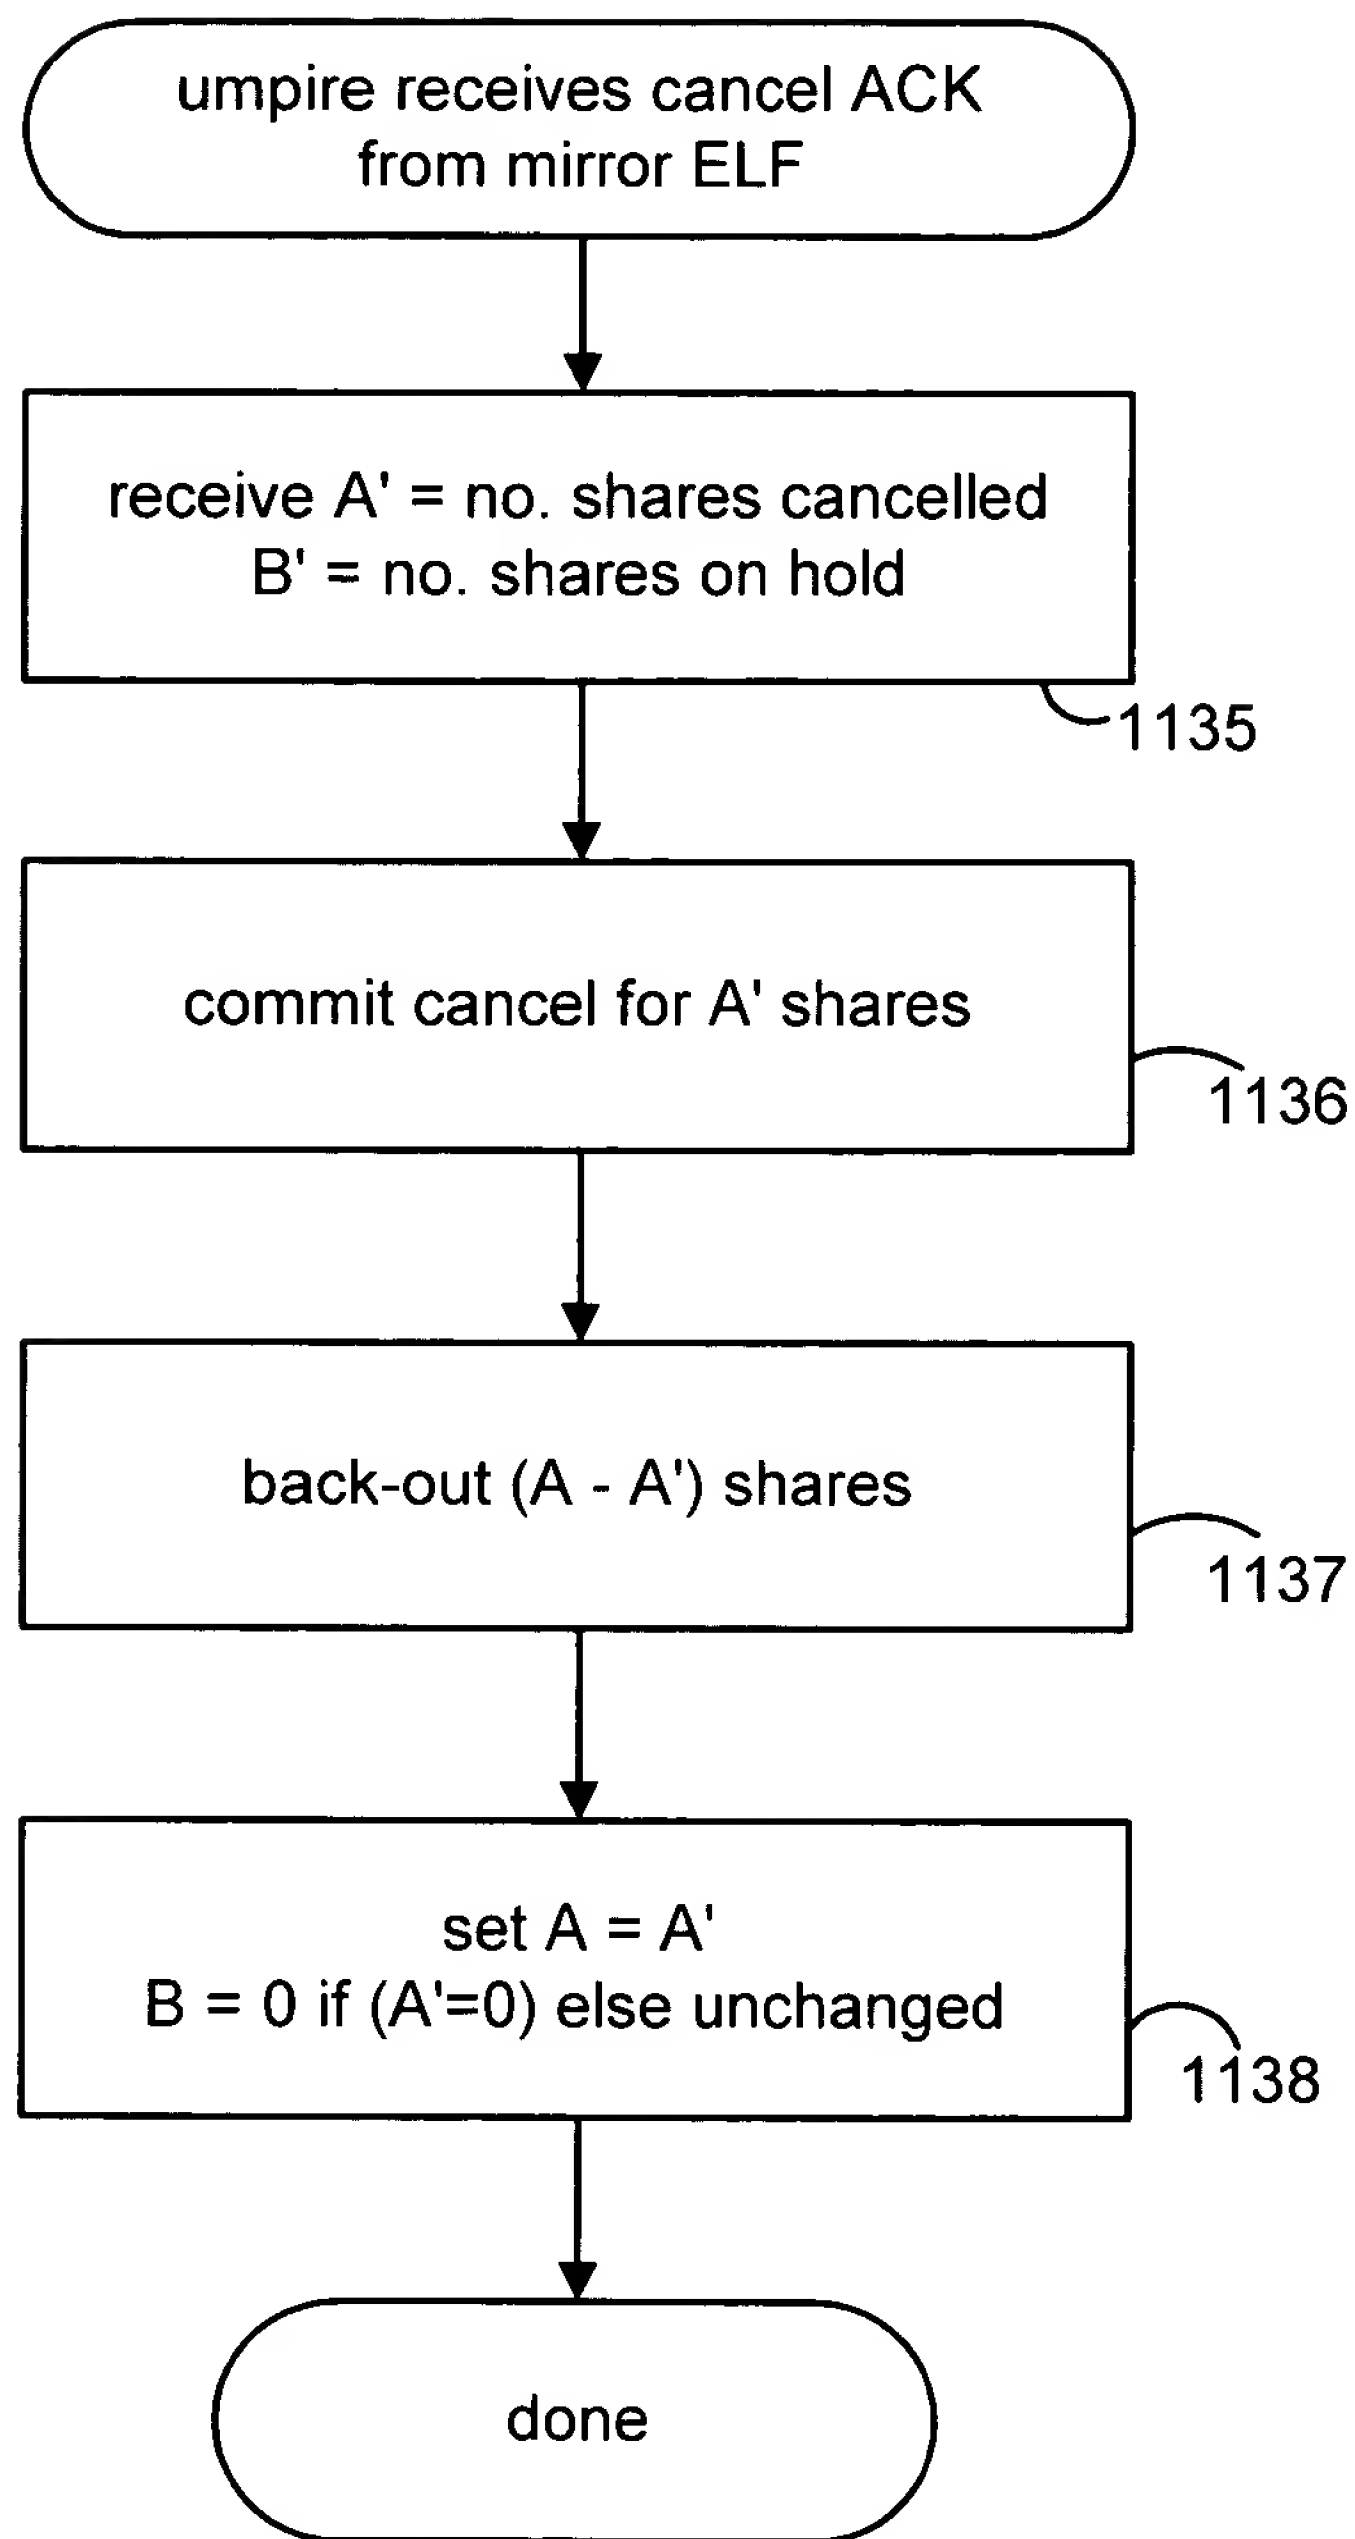 umpire receives cancel ACK
from mirror ELF
receive A' = no. shares cancelled
B' = no. shares on hold
1135
commit cancel for A' shares
1136
back-out (A - A') shares
1137
set A = A'
B = 0 if (A'=0) else unchanged
1138
done